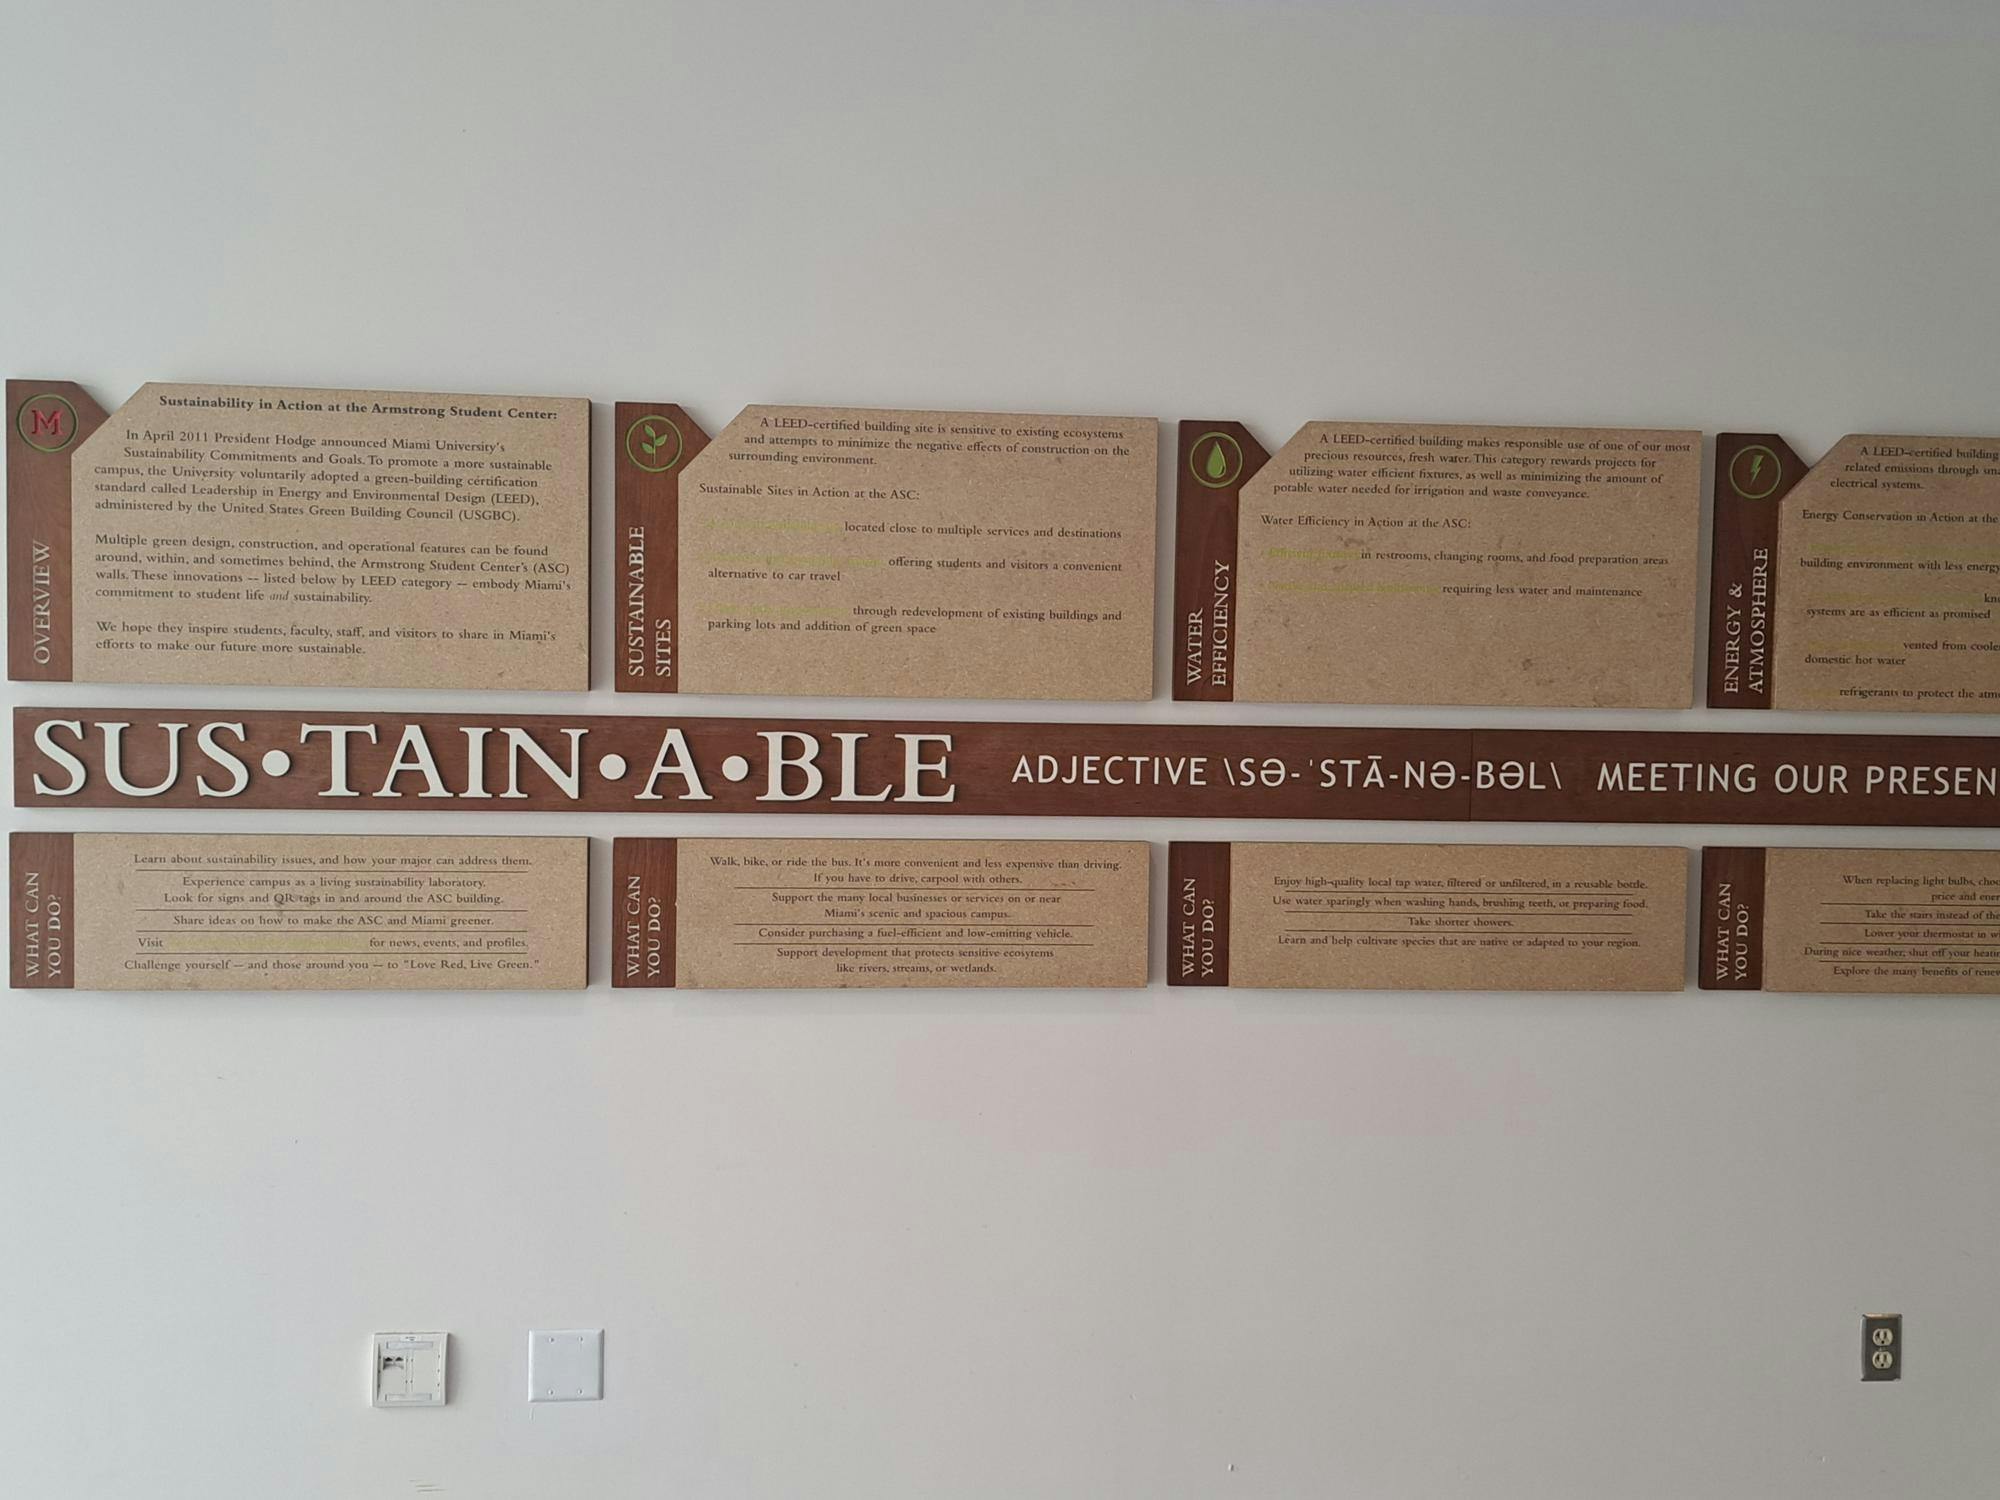 M
OVERVIEW
Sustainability in Action at the Armstrong Student Center:
In April 2011 President Hodge announced Miami University's
Sustainability Commitments and Goals. To promote a more sustainable
campus, the University voluntarily adopted a green-building certification
standard called Leadership in Energy and Environmental Design (LEED),
administered by the United States Green Building Council (USGBC).
Multiple green design, construction, and operational features can be found
around, within, and sometimes behind, the Armstrong Student Center's (ASC)
walls. These innovations -- listed below by LEED category -- embody Miami's
commitment to student life and sustainability.
We hope they inspire students, faculty, staff, and visitors to share in Miami's
efforts to make our future more sustainable.
SUSTAINABLE
SITES
A LEED-certified building site is sensitive to existing ecosystems
and attempts to minimize the negative effects of construction on the
surrounding environment.
Sustainable Sites in Action at the ASC:
located close to multiple services and destinations
offering students and visitors a convenient
alternative to car travel
through redevelopment of existing buildings and
parking lots and addition of green space
WATER
EFFICIENCY
A LEED-certified building makes responsible use of one of our most
precious resources, fresh water. This category rewards projects for
utilizing water efficient fixtures, as well as minimizing the amount of
potable water needed for irrigation and waste conveyance.
Water Efficiency in Action at the ASC:
Efficient fixtures in restrooms, changing rooms, and food preparation areas
requiring less water and maintenance
ENERGY &
ATMOSPHERE
A LEED-certified building
related emissions through
electrical systems.
Energy Conservation in Action at the
building environment with less energy
systems are as efficient as promised
vented from
domestic hot water
refrigerants to protect the
SUS•TAIN•A•BLE ADJECTIVE \SƏ-ˈSTĀ-NƏ-BƏL\ MEETING OUR PRESEN
WHAT CAN
YOU DO?
Learn about sustainability issues, and how your major can address them.
Experience campus as a living sustainability laboratory.
Look for signs and QR tags in and around the ASC building.
Share ideas on how to make the ASC and Miami greener.
Visit for news, events, and profiles.
Challenge yourself — and those around you — to "Love Red, Live Green."
WHAT CAN
YOU DO?
Walk, bike, or ride the bus. It's more convenient and less expensive than driving.
If you have to drive, carpool with others.
Support the many local businesses or services on or near
Miami's scenic and spacious campus.
Consider purchasing a fuel-efficient and low-emitting vehicle.
Support development that protects sensitive ecosytems
like rivers, streams, or wetlands.
WHAT CAN
YOU DO?
Enjoy high-quality local tap water, filtered or unfiltered, in a reusable bottle.
Use water sparingly when washing hands, brushing teeth, or preparing food.
Take shorter showers.
Learn and help cultivate species that are native or adapted to your region.
WHAT CAN
YOU DO?
When replacing light bulbs,
price and
Take the stairs instead of the
Lower your thermostat in
During nice weather, shut off your
Explore the many benefits of